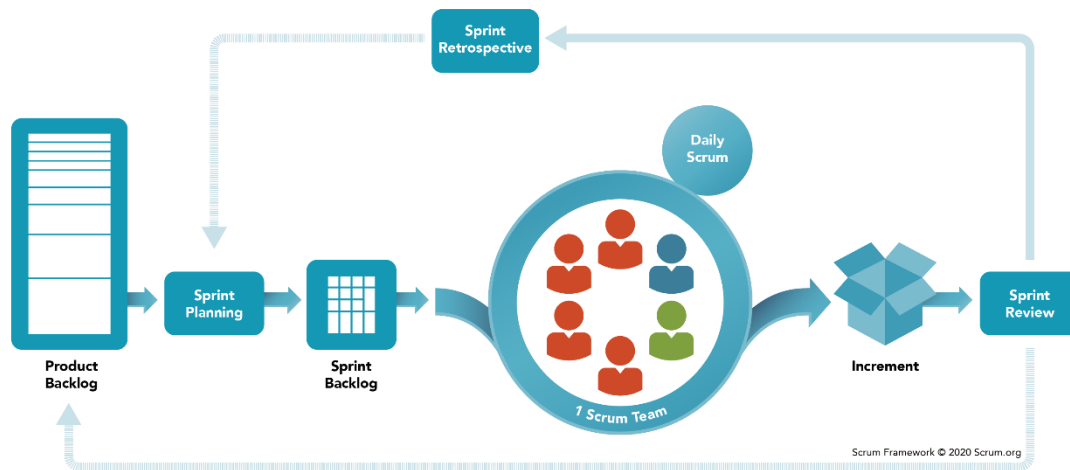 Sprint
Retrospective
Daily
Scrum
Sprint
Planning
Sprint
Review
Product
Backlog
Sprint
Backlog
Increment
1 Scrum Team
Scrum Framework © 2020 Scrum.org